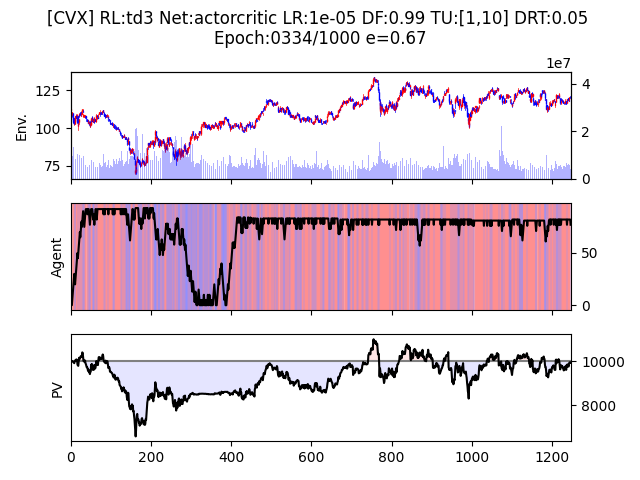 [CVX] RL:td3 Net:actorcritic LR:1e-05 DF:0.99 TU:[1,10] DRT:0.05
Epoch:0334/1000 e=0.67
1e7
125
100
75
Env.
4
2
0
Agent
50
0
PV
10000
8000
0 200 400 600 800 1000 1200